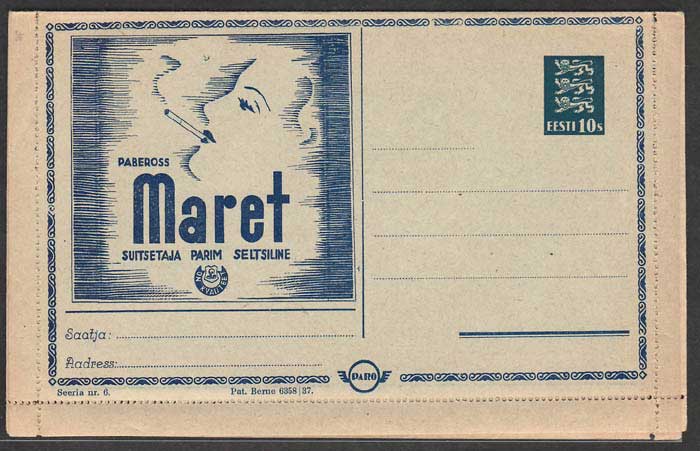 PABEROSS
Maret
SUITSETAJA PARIM SELTSILINE
EESTI 10s
Saatja:
Aadress:
PARO
Seeria nr. 6.
Pat. Berne 6358|37.